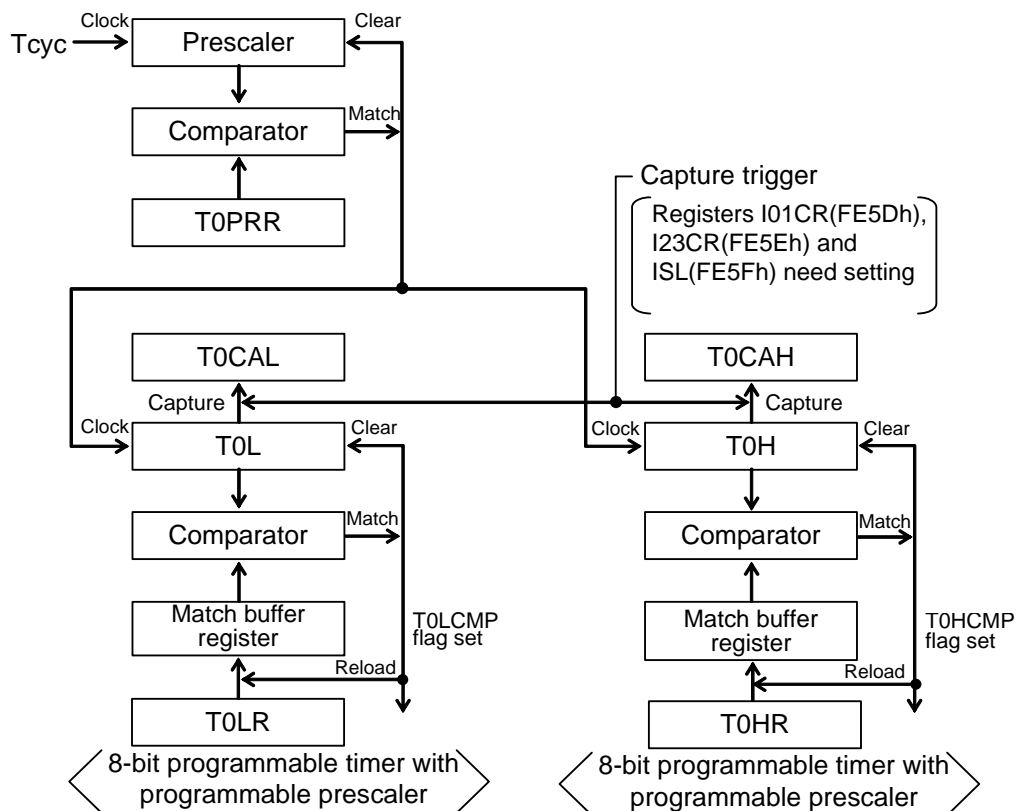 Clock
Clear
Tcyc
Prescaler
Match
Comparator
T0PRR
Capture trigger
Registers I01CR(FE5Dh),
I23CR(FE5Eh) and
ISL(FE5Fh) need setting
T0CAL
T0CAH
Capture
Capture
Clock
Clear
Clock
Clear
T0L
T0H
Match
Match
Comparator
Comparator
Match buffer
register
T0LCMP
flag set
Match buffer
register
T0HCMP
flag set
Reload
Reload
T0LR
T0HR
8-bit programmable timer with
programmable prescaler
8-bit programmable timer with
programmable prescaler